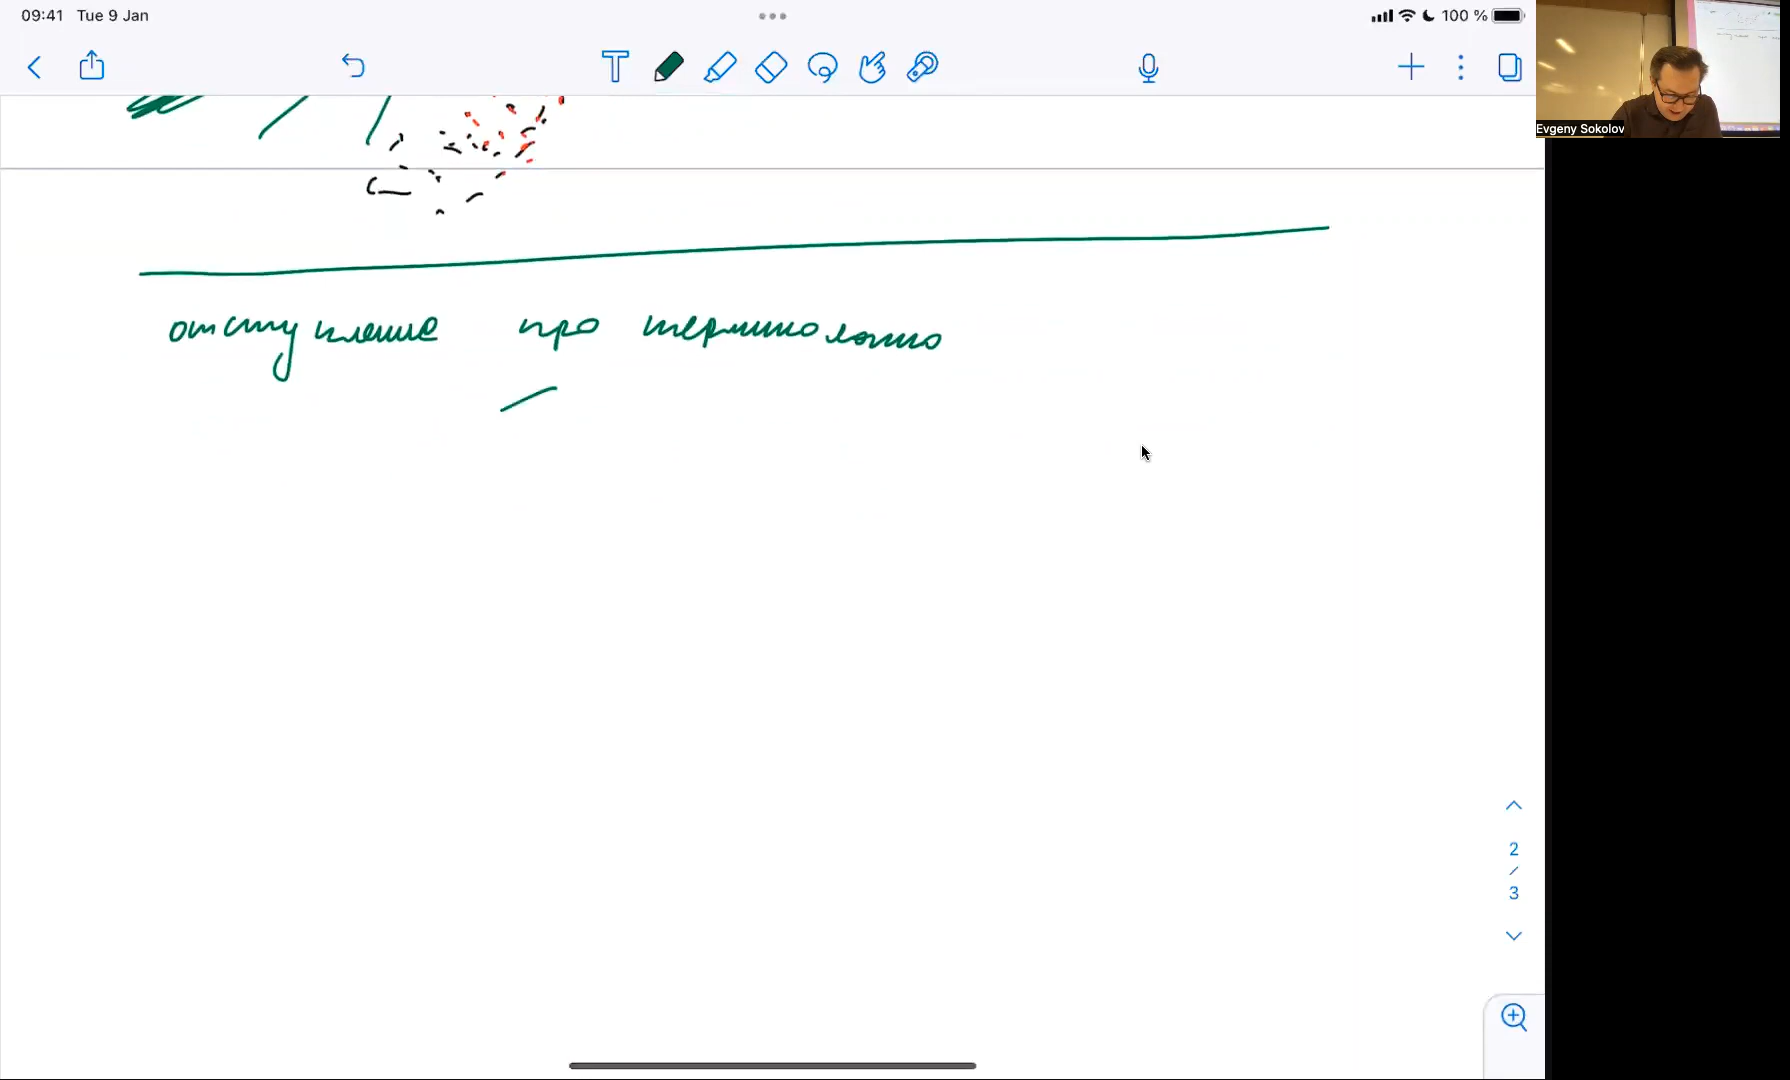 09:41 Tue 9 Jan
100 %
T
Evgeny Sokolov
отступление про терминологию
2
/
3